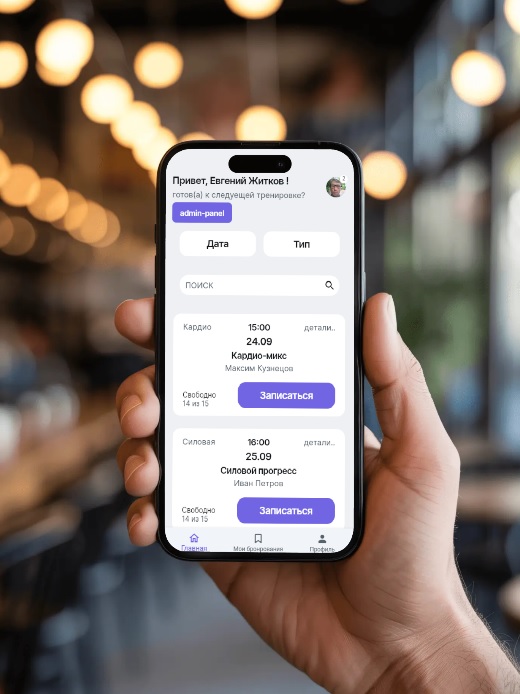 Привет, Евгений Житков !
готов(а) к следуещей тренировке?
2
admin-panel
Дата Тип
ПОИСК
Кардио 15:00 детали..
24.09
Кардио-микс
Максим Кузнецов
Свободно
14 из 15
Записаться
Силовая 16:00 детали..
25.09
Силовой прогресс
Иван Петров
Свободно
14 из 15
Записаться
Главная Мои бронрования Профиль